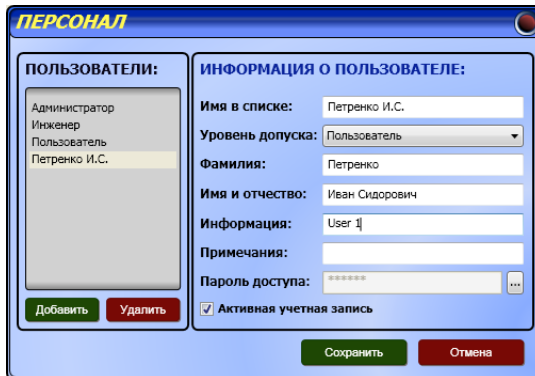 ПЕРСОНАЛ
ПОЛЬЗОВАТЕЛИ:
Администратор
Инженер
Пользователь
Петренко И.С.
Добавить Удалить
ИНФОРМАЦИЯ О ПОЛЬЗОВАТЕЛЕ:
Имя в списке: Петренко И.С.
Уровень допуска: Пользователь
Фамилия: Петренко
Имя и отчество: Иван Сидорович
Информация: User 1
Примечания:
Пароль доступа: ****** ...
Активная учетная запись
Сохранить Отмена